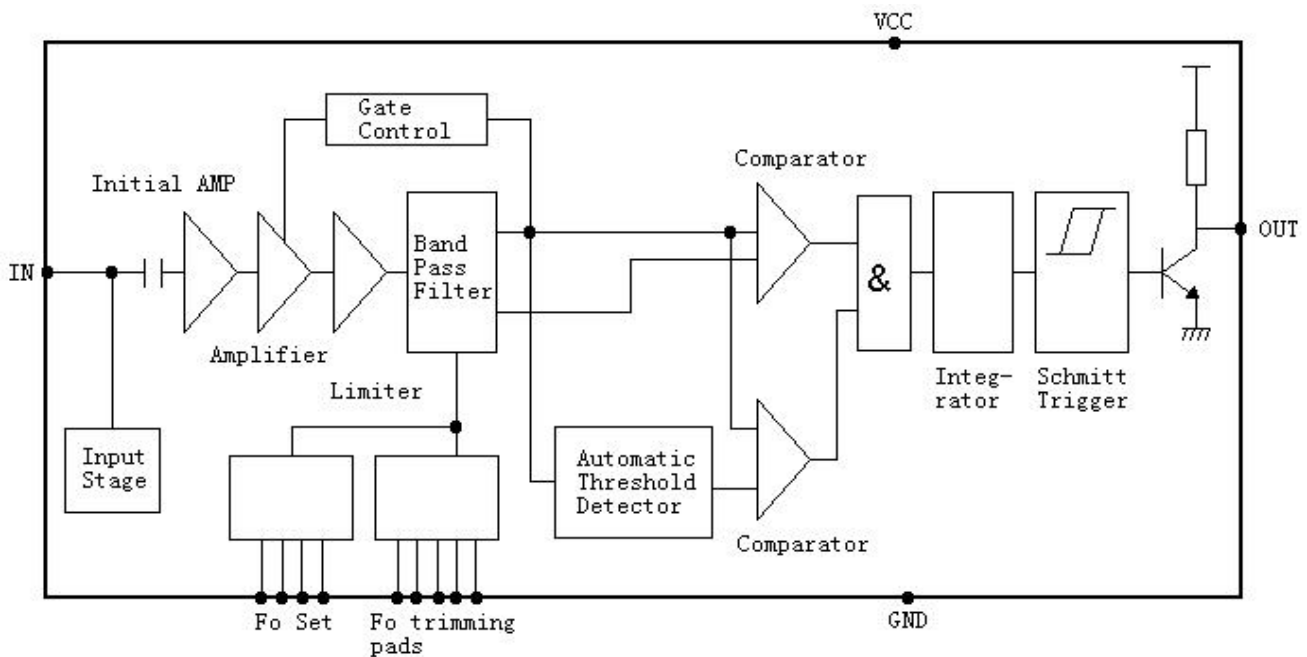 VCC
Gate
Control
Comparator
Initial AMP
IN
Band
Pass
Filter
&
OUT
Amplifier
Limiter
Integ-
rator
Schmitt
Trigger
Input
Stage
Automatic
Threshold
Detector
Comparator
Fo Set
Fo trimming
pads
GND